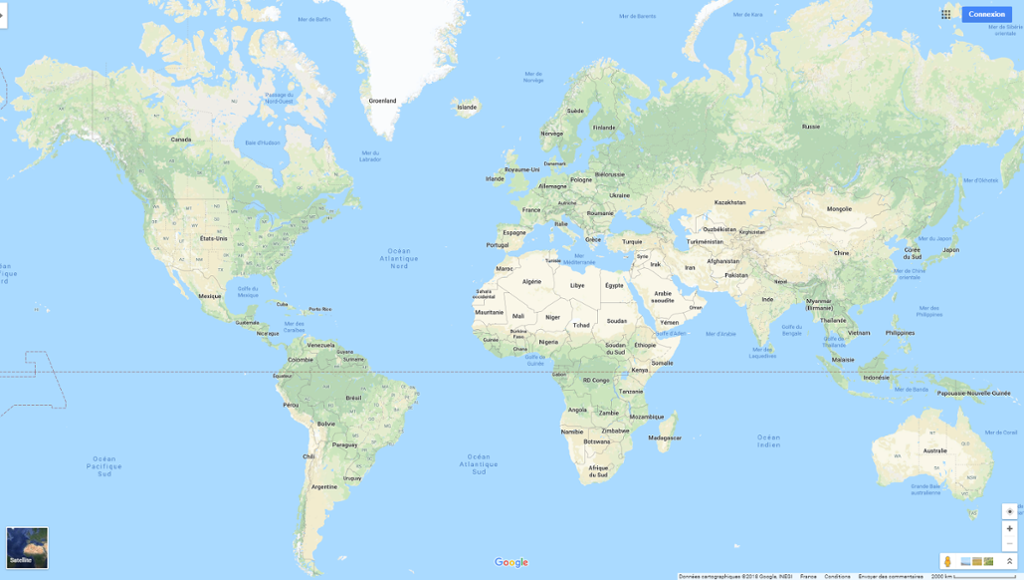 Mer de Baffin
Mer de Barents
Mer de Kara
Connexion
Mer de Sibérie
orientale
Mer de
Norvège
Groenland
Islande
Passage du
Nord-Ouest
Suède
Finlande
Russie
Norvège
Canada
Baie d'Hudson
Mer du
Labrador
Danemark
Royaume-Uni
Irlande
Biélorussie
Pologne
Allemagne
Mer d'Okhotsk
Ukraine
Autriche
Kazakhstan
France
Roumanie
Mongolie
Italie
États-Unis
Espagne
Ouzbékistan
Kirghizistan
Portugal
Grèce
Turquie
Turkménistan
Mer du Japon
Japon
Corée
du Sud
Océan
Atlantique
Nord
Chine
Tunisie
Mer
Méditerranée
Syrie
Irak
Iran
Afghanistan
Pakistan
Maroc
Algérie
Libye
Égypte
Népal
Mer de Chine
orientale
Golfe du
Mexique
Mexique
Sahara
occidental
Arabie
saoudite
Oman
Inde
Myanmar
(Birmanie)
Cuba
Porto Rico
Mauritanie
Mali
Niger
Tchad
Soudan
Yémen
Mer des
Philippines
Guatemala
Mer des
Caraïbes
Nicaragua
Burkina
Faso
Golfe d'Aden
Mer d'Arabie
Golfe du
Bengale
Thaïlande
Vietnam
Philippines
Golfe de
Thaïlande
Guinée
Ghana
Nigeria
Soudan
du Sud
Éthiopie
Mer des
Laquedives
Venezuela
Guyana
Suriname
Colombie
Golfe de
Guinée
Somalie
Malaisie
Équateur
Gabon
RD Congo
Kenya
Indonésie
Tanzanie
Mer de Banda
Papouasie-Nouvelle-Guinée
Pérou
Brésil
Angola
Zambie
Mozambique
Bolivie
Namibie
Zimbabwe
Botswana
Madagascar
Mer de Corail
Paraguay
Océan
Indien
Chili
Australie
Océan
Pacifique
Sud
Océan
Atlantique
Sud
Afrique
du Sud
Uruguay
Argentine
Grande Baie
australienne
Satellite
Google
Données cartographiques ©2018 Google, INEGI France Conditions Envoyer des commentaires 2000 km